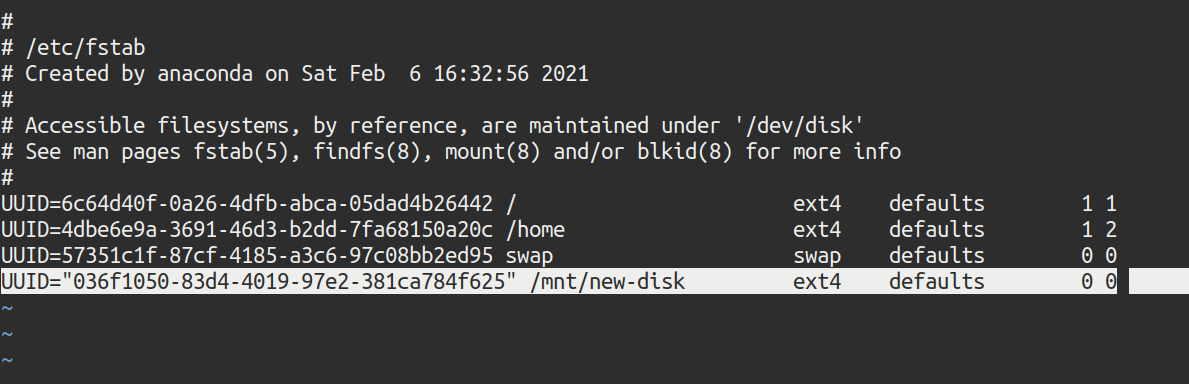 #
# /etc/fstab
# Created by anaconda on Sat Feb  6 16:32:56 2021
#
# Accessible filesystems, by reference, are maintained under '/dev/disk'
# See man pages fstab(5), findfs(8), mount(8) and/or blkid(8) for more info
#
UUID=6c64d40f-0a26-4dfb-abca-05dad4b26442 /                       ext4    defaults        1 1
UUID=4dbe6e9a-3691-46d3-b2dd-7fa68150a20c /home                   ext4    defaults        1 2
UUID=57351c1f-87cf-4185-a3c6-97c08bb2ed95 swap                    swap    defaults        0 0
UUID="036f1050-83d4-4019-97e2-381ca784f625" /mnt/new-disk         ext4    defaults        0 0
~
~
~